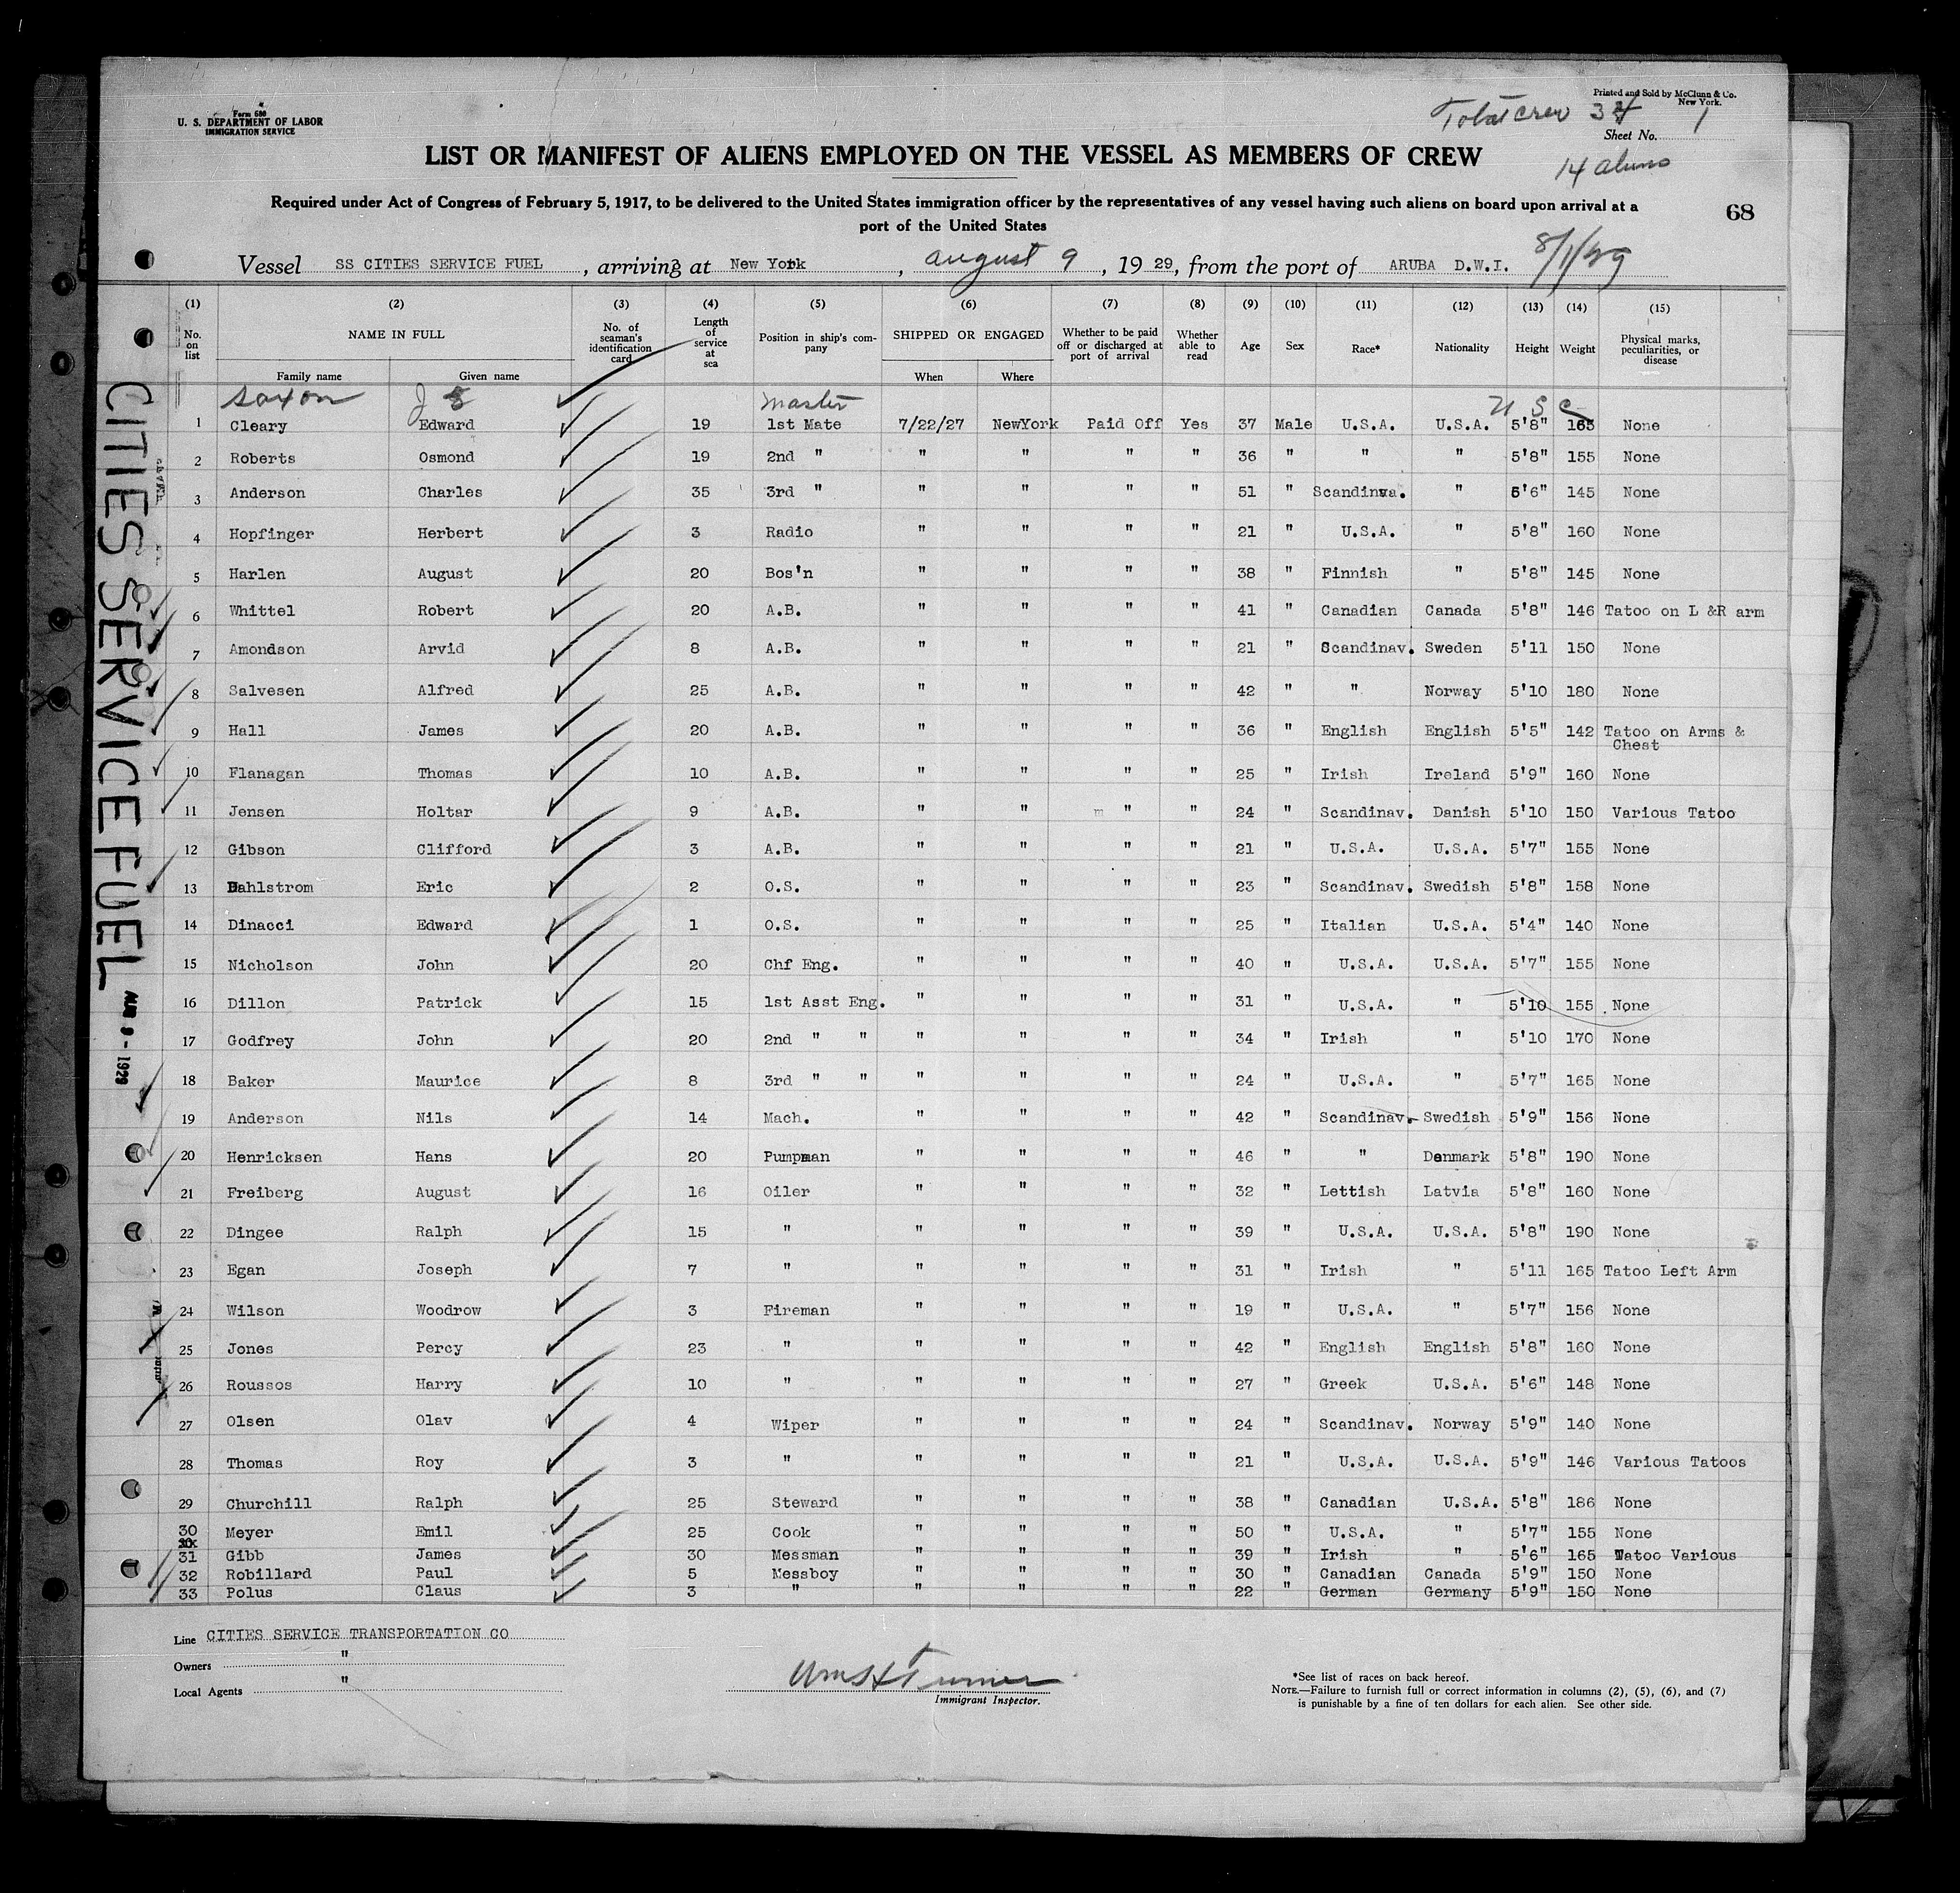 Form 680
U. S. DEPARTMENT OF LABOR
IMMIGRATION SERVICE
Printed and Sold by McClunn & Co.
New York.
Total crew 34
Sheet No. 1
14 aliens
LIST OR MANIFEST OF ALIENS EMPLOYED ON THE VESSEL AS MEMBERS OF CREW
Required under Act of Congress of February 5, 1917, to be delivered to the United States immigration officer by the representatives of any vessel having such aliens on board upon arrival at a
port of the United States
68
Vessel SS CITIES SERVICE FUEL , arriving at New York , August 9 , 19 29, from the port of ARUBA D.W.I. 8/1/29
(1) (2) (3) (4) (5) (6) (7) (8) (9) (10) (11) (12) (13) (14) (15)
No. on list NAME IN FULL No. of seaman's identification card Length of service at sea Position in ship's company SHIPPED OR ENGAGED Whether to be paid off or discharged at port of arrival Whether able to read Age Sex Race* Nationality Height Weight Physical marks, peculiarities, or disease
Family name Given name When Where
Saxon J S Master U S C
1 Cleary Edward 19 1st Mate 7/22/27 NewYork Paid Off Yes 37 Male U.S.A. U.S.A. 5'8" 165 None
2 Roberts Osmond 19 2nd " " " " " 36 " " " 5'8" 155 None
3 Anderson Charles 35 3rd " " " " " 51 " Scandinva. " 5'6" 145 None
4 Hopfinger Herbert 3 Radio " " " " 21 " U.S.A. " 5'8" 160 None
5 Harlen August 20 Bos'n " " " " 38 " Finnish " 5'8" 145 None
6 Whittel Robert 20 A.B. " " " " 41 " Canadian Canada 5'8" 146 Tatoo on L &R arm
7 Amondson Arvid 8 A.B. " " " " 21 " Scandinav. Sweden 5'11 150 None
8 Salvesen Alfred 25 A.B. " " " " 42 " " Norway 5'10 180 None
9 Hall James 20 A.B. " " " " 36 " English English 5'5" 142 Tatoo on Arms & Chest
10 Flanagan Thomas 10 A.B. " " " " 25 " Irish Ireland 5'9" 160 None
11 Jensen Holtar 9 A.B. " " " " 24 " Scandinav. Danish 5'10 150 Various Tatoo
12 Gibson Clifford 3 A.B. " " " " 21 " U.S.A. U.S.A. 5'7" 155 None
13 Dahlstrom Eric 2 O.S. " " " " 23 " Scandinav. Swedish 5'8" 158 None
14 Dinacci Edward 1 O.S. " " " " 25 " Italian U.S.A. 5'4" 140 None
15 Nicholson John 20 Chf Eng. " " " " 40 " U.S.A. U.S.A. 5'7" 155 None
16 Dillon Patrick 15 1st Asst Eng. " " " " 31 " U.S.A. " 5'10 155 None
17 Godfrey John 20 2nd " " " " " " 34 " Irish " 5'10 170 None
18 Baker Maurice 8 3rd " " " " " " 24 " U.S.A. " 5'7" 165 None
19 Anderson Nils 14 Mach. " " " " 42 " Scandinav. Swedish 5'9" 156 None
20 Henricksen Hans 20 Pumpman " " " " 46 " " Denmark 5'8" 190 None
21 Freiberg August 16 Oiler " " " " 32 " Lettish Latvia 5'8" 160 None
22 Dingee Ralph 15 " " " " " 39 " U.S.A. U.S.A. 5'8" 190 None
23 Egan Joseph 7 " " " " " 31 " Irish " 5'11 165 Tatoo Left Arm
24 Wilson Woodrow 3 Fireman " " " " 19 " U.S.A. " 5'7" 156 None
25 Jones Percy 23 " " " " " 42 " English English 5'8" 160 None
26 Roussos Harry 10 " " " " " 27 " Greek U.S.A. 5'6" 148 None
27 Olsen Olav 4 Wiper " " " " 24 " Scandinav. Norway 5'9" 140 None
28 Thomas Roy 3 " " " " " 21 " U.S.A. U.S.A. 5'9" 146 Various Tatoos
29 Churchill Ralph 25 Steward " " " " 38 " Canadian U.S.A. 5'8" 186 None
30 Meyer Emil 25 Cook " " " " 50 " U.S.A. " 5'7" 155 None
31 Gibb James 30 Messman " " " " 39 " Irish " 5'6" 165 Tatoo Various
32 Robillard Paul 5 Messboy " " " " 30 " Canadian Canada 5'9" 150 None
33 Polus Claus 3 " " " " " 22 " German Germany 5'9" 150 None
CITIES SERVICE FUEL AUG 9 - 1929
Line CITIES SERVICE TRANSPORTATION CO
Owners "
Local Agents "
Wm H Turner
Immigrant Inspector.
*See list of races on back hereof.
NOTE.—Failure to furnish full or correct information in columns (2), (5), (6), and (7)
is punishable by a fine of ten dollars for each alien. See other side.